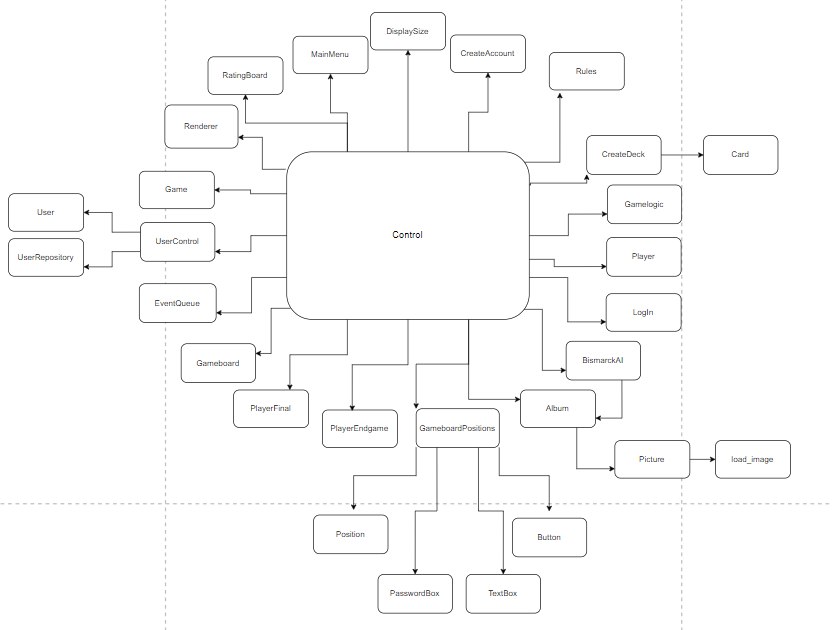 DisplaySize
MainMenu
CreateAccount
RatingBoard
Rules
Renderer
CreateDeck
Card
Game
Gamelogic
User
Control
UserControl
UserRepository
Player
EventQueue
LogIn
Gameboard
BismarckAI
PlayerFinal
Album
PlayerEndgame
GameboardPositions
Picture
load_image
Position
Button
PasswordBox
TextBox